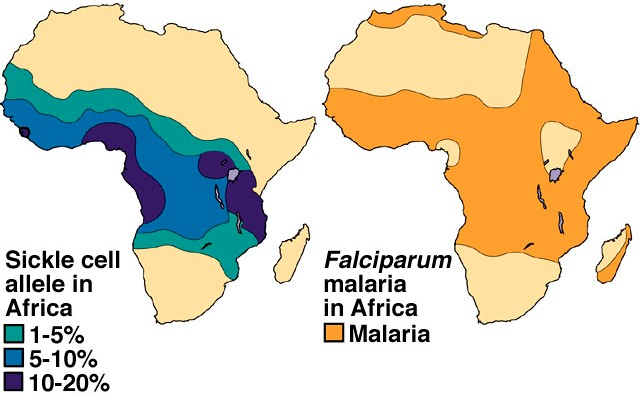 Sickle cell
allele in
Africa
1-5%
5-10%
10-20%
Falciparum
malaria
in Africa
Malaria